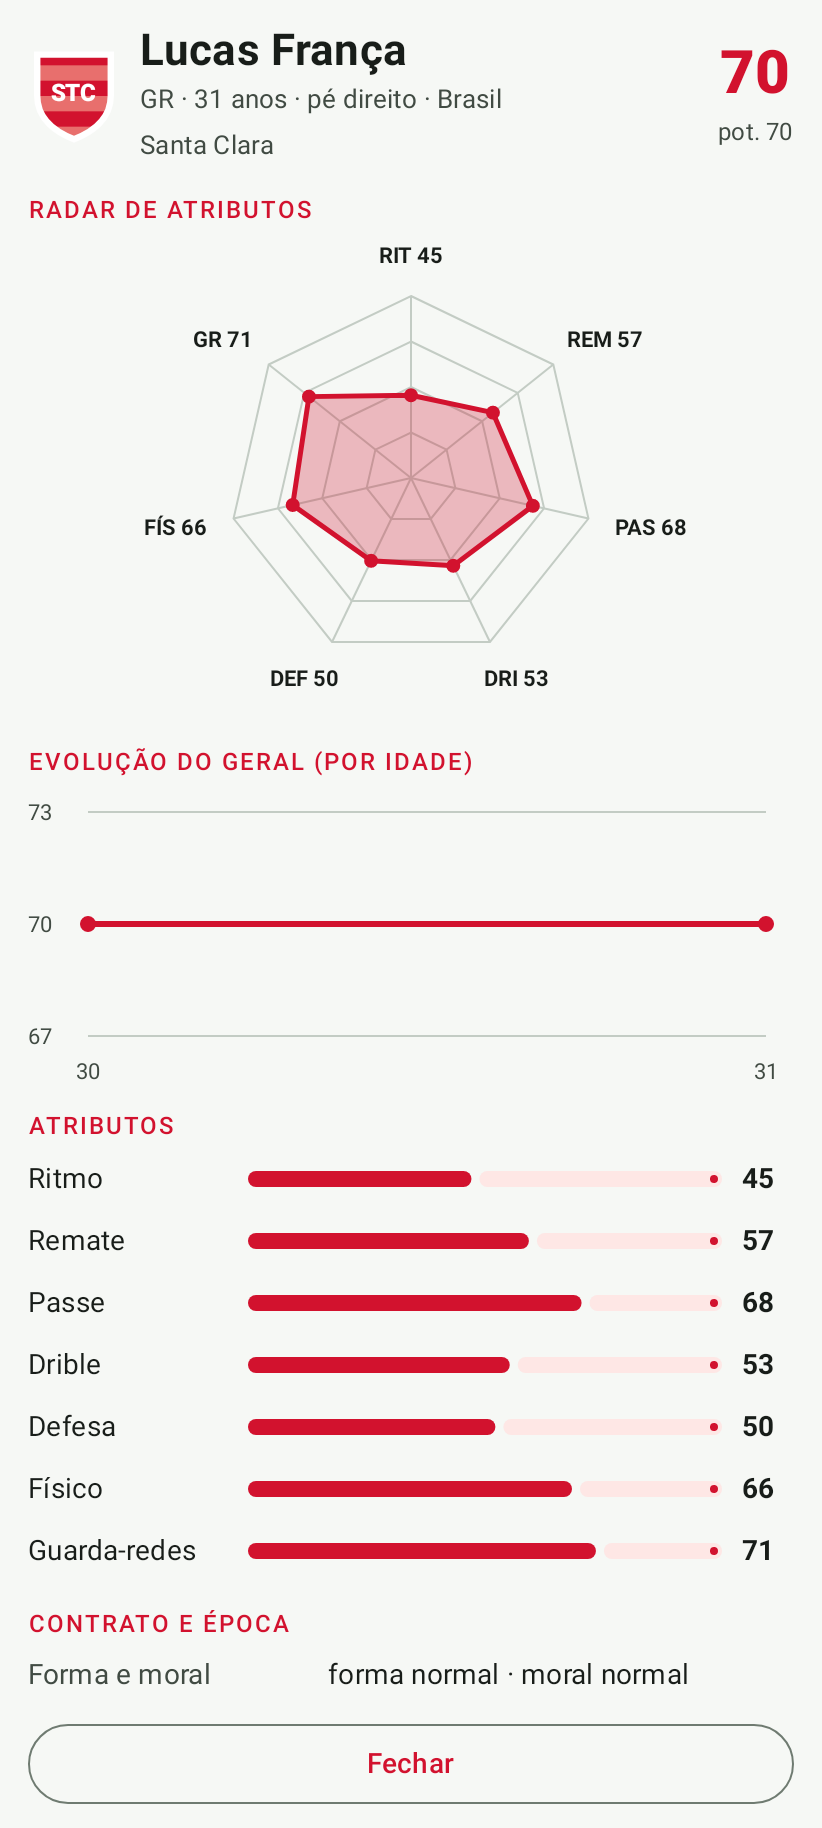 STC
Lucas França
GR · 31 anos · pé direito · Brasil
Santa Clara
70
pot. 70
RADAR DE ATRIBUTOS
RIT 45
GR 71
REM 57
FÍS 66
PAS 68
DEF 50
DRI 53
EVOLUÇÃO DO GERAL (POR IDADE)
73
70
67
30
31
ATRIBUTOS
Ritmo 45
Remate 57
Passe 68
Drible 53
Defesa 50
Físico 66
Guarda-redes 71
CONTRATO E ÉPOCA
Forma e moral forma normal · moral normal
Fechar